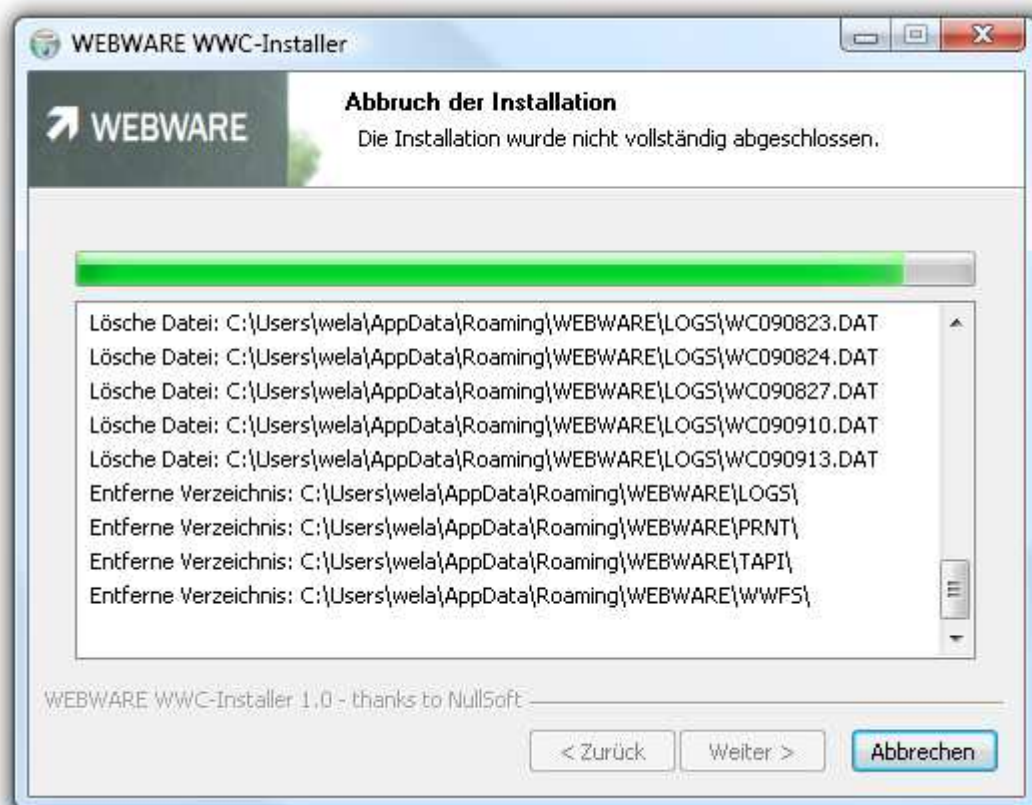 WEBWARE WWC-Installer
WEBWARE
Abbruch der Installation
Die Installation wurde nicht vollständig abgeschlossen.
Lösche Datei: C:\Users\wela\AppData\Roaming\WEBWARE\LOGS\WC090823.DAT
Lösche Datei: C:\Users\wela\AppData\Roaming\WEBWARE\LOGS\WC090824.DAT
Lösche Datei: C:\Users\wela\AppData\Roaming\WEBWARE\LOGS\WC090827.DAT
Lösche Datei: C:\Users\wela\AppData\Roaming\WEBWARE\LOGS\WC090910.DAT
Lösche Datei: C:\Users\wela\AppData\Roaming\WEBWARE\LOGS\WC090913.DAT
Entferne Verzeichnis: C:\Users\wela\AppData\Roaming\WEBWARE\LOGS\
Entferne Verzeichnis: C:\Users\wela\AppData\Roaming\WEBWARE\PRNT\
Entferne Verzeichnis: C:\Users\wela\AppData\Roaming\WEBWARE\TAPI\
Entferne Verzeichnis: C:\Users\wela\AppData\Roaming\WEBWARE\WWFS\
WEBWARE WWC-Installer 1.0 - thanks to NullSoft
< Zurück Weiter > Abbrechen